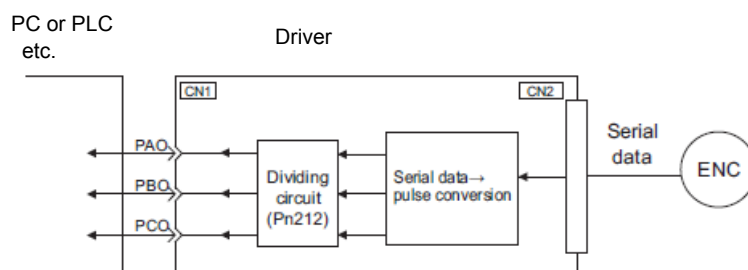 PC or PLC
etc.
Driver
CN1
CN2
PAO
PBO
PCO
Dividing
circuit
(Pn212)
Serial data→
pulse conversion
Serial
data
ENC